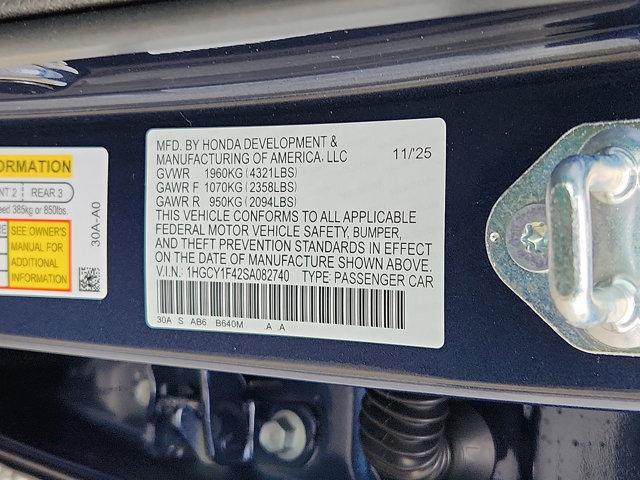 MFD. BY HONDA DEVELOPMENT &
MANUFACTURING OF AMERICA, LLC 11/'25
GVWR 1960KG (4321LBS)
GAWR F 1070KG (2358LBS)
GAWR R 950KG (2094LBS)
THIS VEHICLE CONFORMS TO ALL APPLICABLE
FEDERAL MOTOR VEHICLE SAFETY, BUMPER,
AND THEFT PREVENTION STANDARDS IN EFFECT
ON THE DATE OF MANUFACTURE SHOWN ABOVE.
V.I.N.: 1HGCY1F42SA082740 TYPE PASSENGER CAR
30A S AB6 B640M A A
REAR 3
385kg or 850lbs.
SEE OWNER'S
MANUAL FOR
ADDITIONAL
INFORMATION
30A-A0